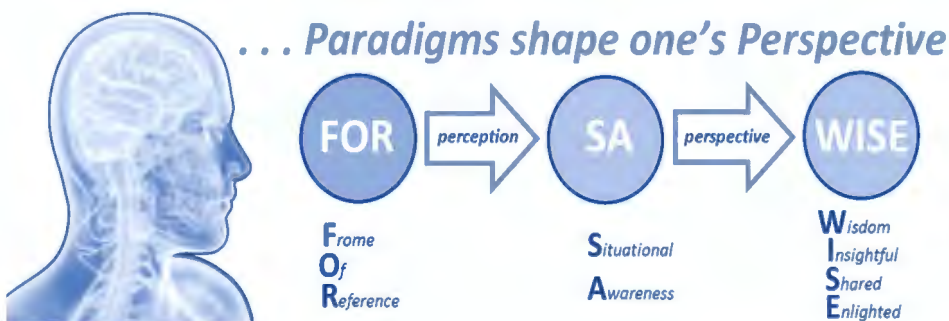 . . . Paradigms shape one's Perspective
FOR perception SA perspective WISE
Frome
Of
Reference
Situational
Awareness
Wisdom
Insightful
Shared
Enlighted